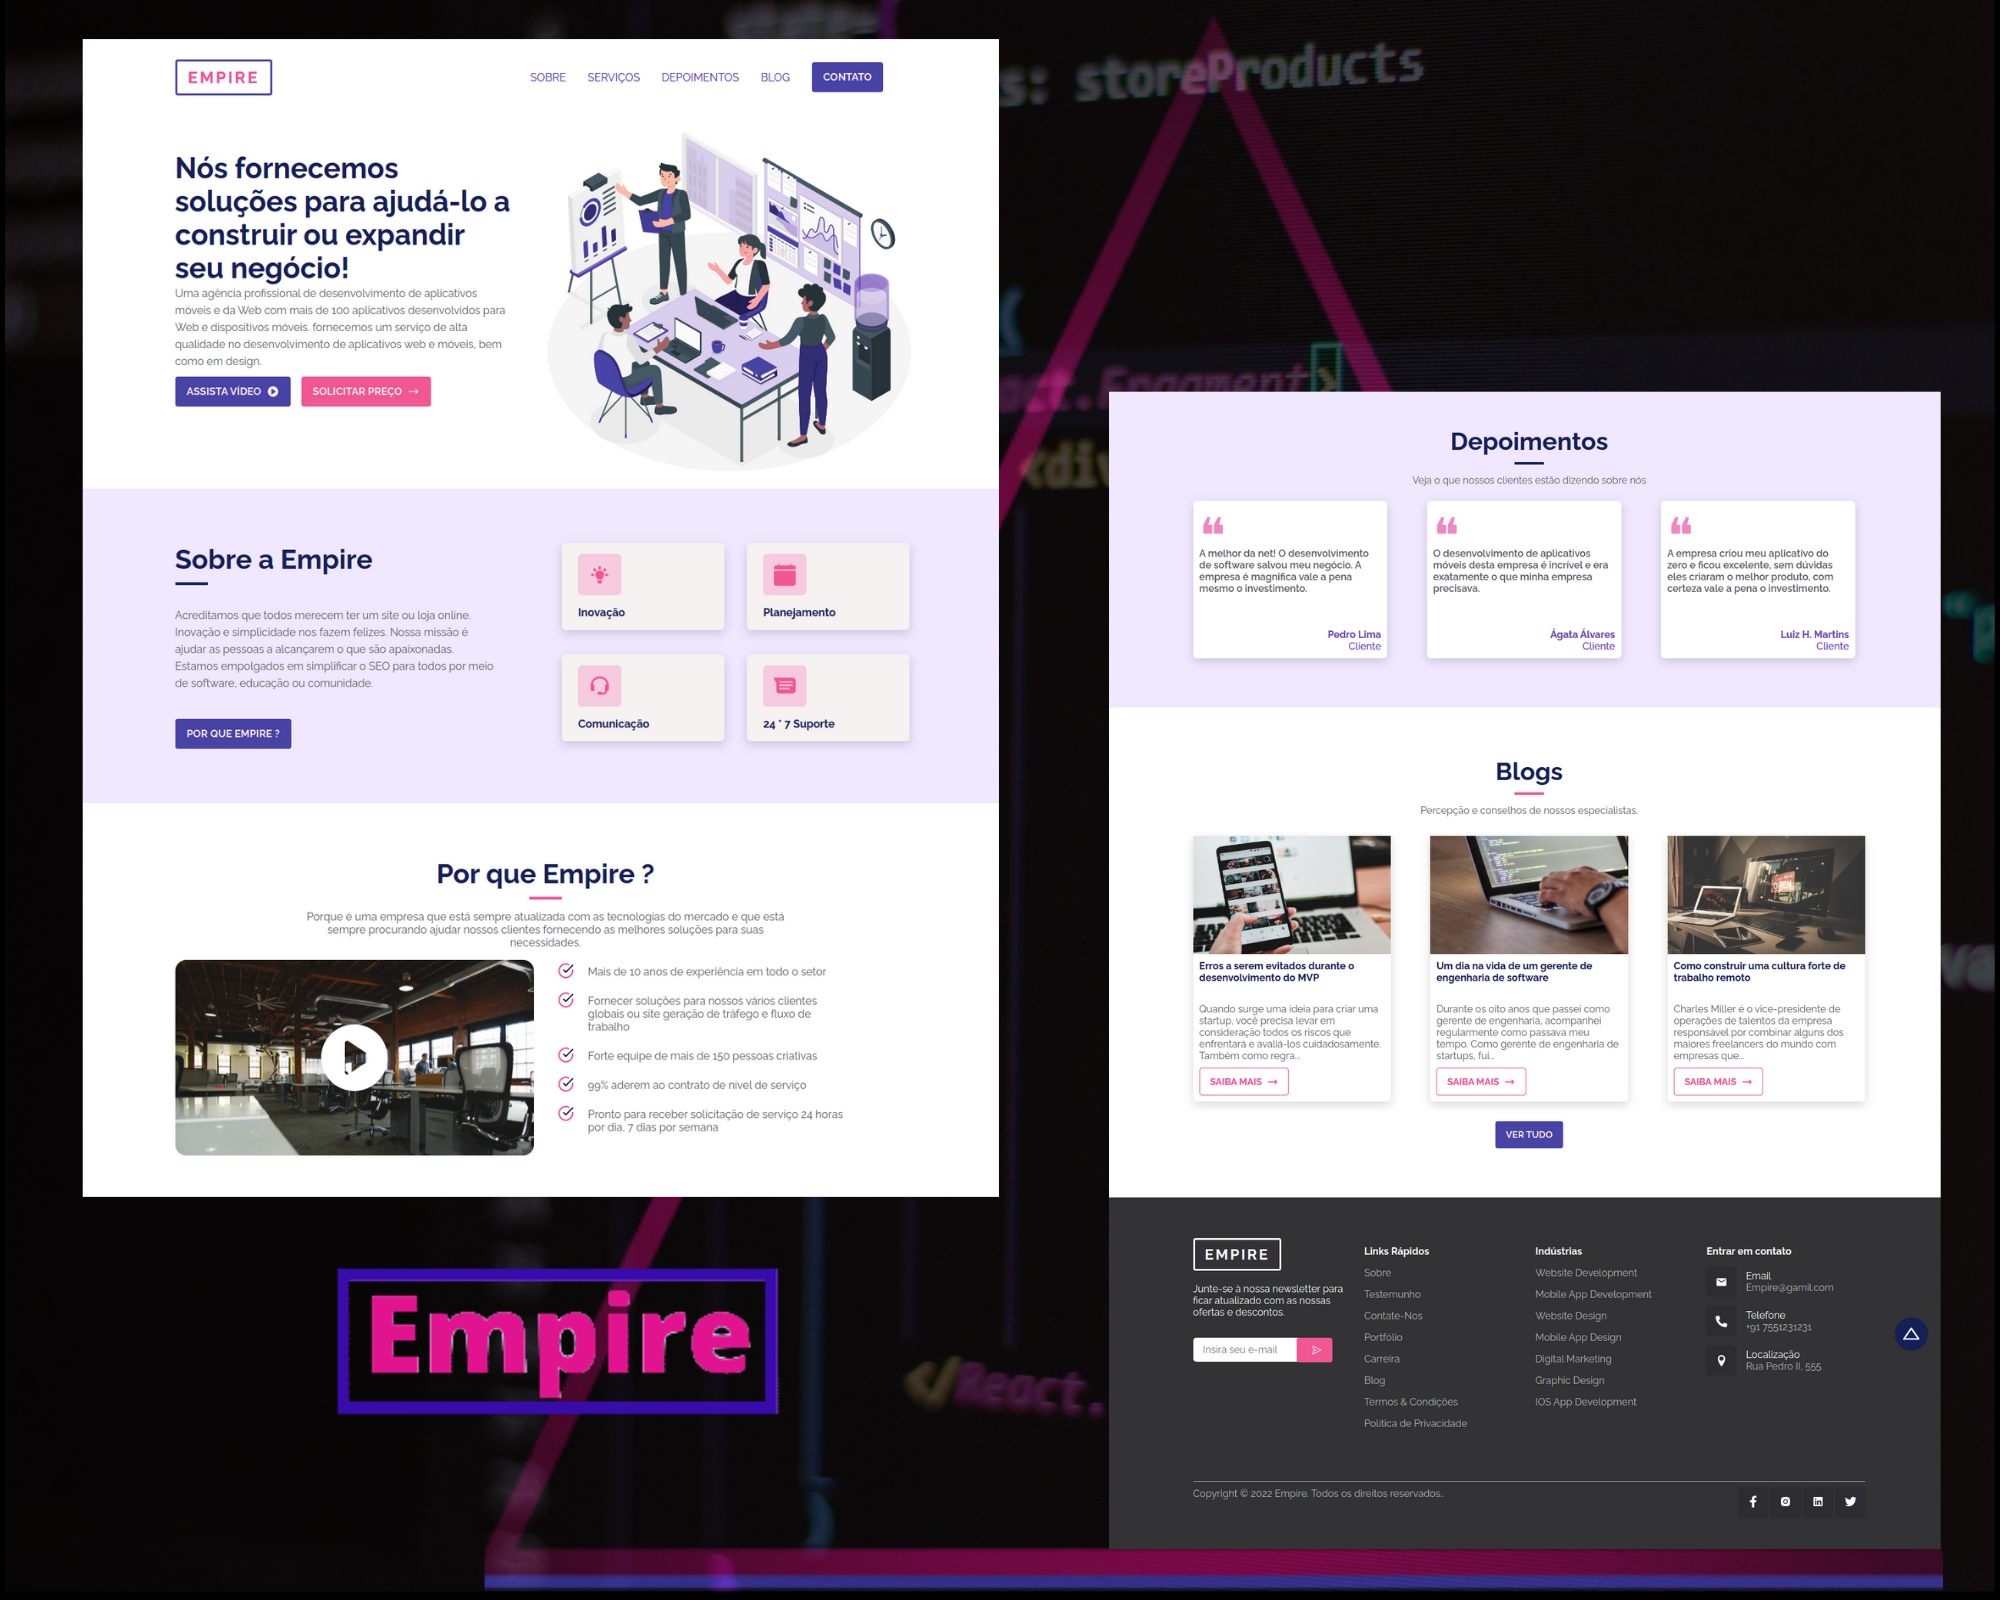 EMPIRE
SOBRE SERVIÇOS DEPOIMENTOS BLOG CONTATO
Nós fornecemos
soluções para ajudá-lo a
construir ou expandir
seu negócio!
Uma agência profissional de desenvolvimento de aplicativos
móveis e da Web com mais de 100 aplicativos desenvolvidos para
Web e dispositivos móveis. fornecemos um serviço de alta
qualidade no desenvolvimento de aplicativos web e móveis, bem
como em design.
ASSISTA VÍDEO SOLICITAR PREÇO →
Sobre a Empire
Acreditamos que todos merecem ter um site ou loja online.
Inovação e simplicidade nos fazem felizes. Nossa missão é
ajudar as pessoas a alcançarem o que são apaixonadas.
Estamos empolgados em simplificar o SEO para todos por meio
de software, educação ou comunidade.
POR QUE EMPIRE ?
Inovação
Planejamento
Comunicação
24 * 7 Suporte
Por que Empire ?
Porque é uma empresa que está sempre atualizada com as tecnologias do mercado e que está
sempre procurando ajudar nossos clientes fornecendo as melhores soluções para suas
necessidades.
Mais de 10 anos de experiência em todo o setor
Fornecer soluções para nossos vários clientes
globais ou site geração de tráfego e fluxo de
trabalho
Forte equipe de mais de 150 pessoas criativas
99% aderem ao contrato de nível de serviço
Pronto para receber solicitação de serviço 24 horas
por dia, 7 dias por semana
Empire
s: storeProducts
act.Fragment>
<div
</React.
Depoimentos
Veja o que nossos clientes estão dizendo sobre nós
A melhor da net! O desenvolvimento
de software salvou meu negócio. A
empresa é magnifica vale a pena
mesmo o investimento.
Pedro Lima
Cliente
O desenvolvimento de aplicativos
móveis desta empresa é incrível e era
exatamente o que minha empresa
precisava.
Ágata Álvares
Cliente
A empresa criou meu aplicativo do
zero e ficou excelente, sem dúvidas
eles criaram o melhor produto, com
certeza vale a pena o investimento.
Luiz H. Martins
Cliente
Blogs
Percepção e conselhos de nossos especialistas.
Erros a serem evitados durante o
desenvolvimento do MVP
Quando surge uma ideia para criar uma
startup, você precisa levar em
consideração todos os riscos que
enfrentará e avaliá-los cuidadosamente.
Também como regra...
SAIBA MAIS →
Um dia na vida de um gerente de
engenharia de software
Durante os oito anos que passei como
gerente de engenharia, acompanhei
regularmente como passava meu
tempo. Como gerente de engenharia de
startups, fui...
SAIBA MAIS →
Como construir uma cultura forte de
trabalho remoto
Charles Miller é o vice-presidente de
operações de talentos da empresa
responsável por combinar alguns dos
maiores freelancers do mundo com
empresas que...
SAIBA MAIS →
VER TUDO
EMPIRE
Junte-se à nossa newsletter para
ficar atualizado com as nossas
ofertas e descontos.
Insira seu e-mail
Links Rápidos
Sobre
Testemunho
Contate-Nos
Portfólio
Carreira
Blog
Termos & Condições
Política de Privacidade
Indústrias
Website Development
Mobile App Development
Website Design
Mobile App Design
Digital Marketing
Graphic Design
IOS App Development
Entrar em contato
Email
Empire@gamil.com
Telefone
+91 7551231231
Localização
Rua Pedro II, 555
Copyright © 2022 Empire. Todos os direitos reservados..